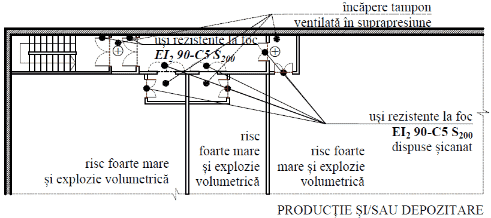 încăpere tampon
ventilată în suprapresiune
uși rezistente la foc
EI₂ 90-C5 S₂₀₀
uși rezistente la foc
EI₂ 90-C5 S₂₀₀
dispuse șicanat
risc foarte mare
și explozie volumetrică
risc
foarte mare
și explozie
volumetrică
risc foarte
mare și explozie
volumetrică
PRODUCȚIE ȘI/SAU DEPOZITARE